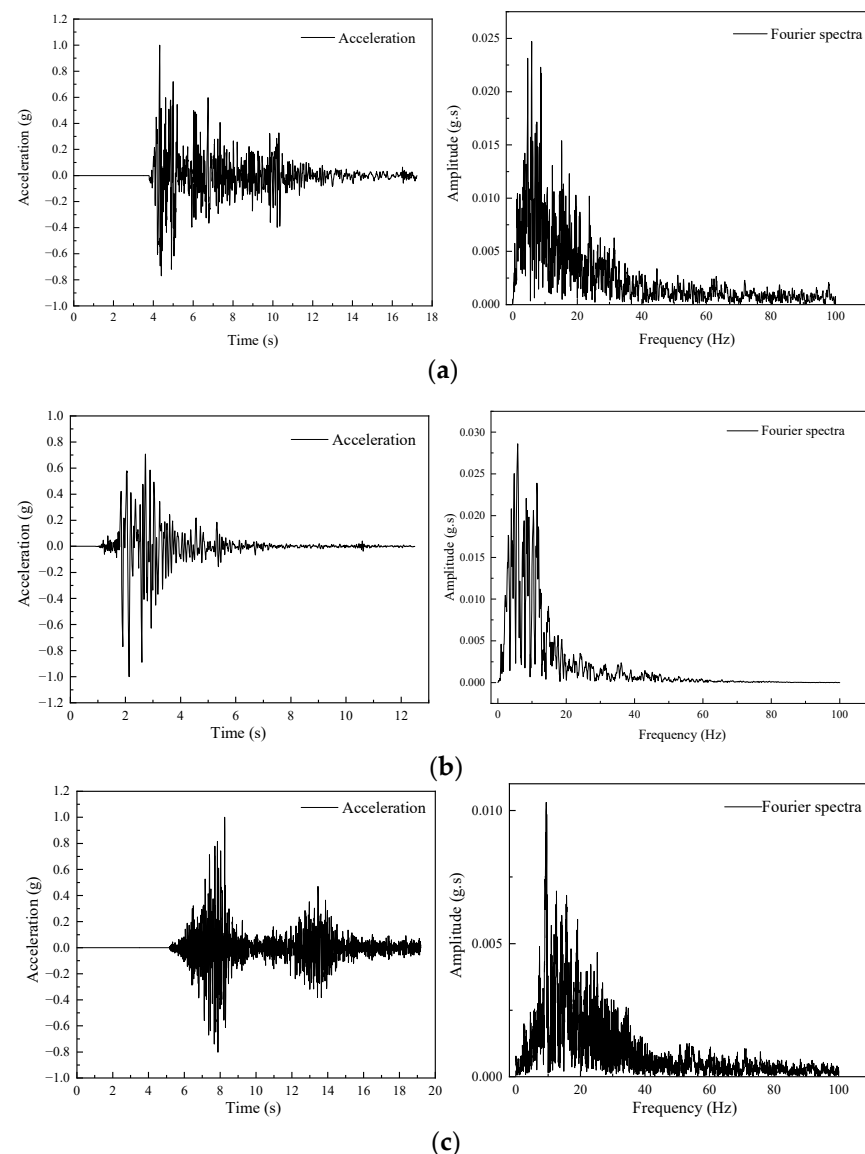 Acceleration (g)
1.2
1.0
0.8
0.6
0.4
0.2
0.0
−0.2
−0.4
−0.6
−0.8
−1.0
Acceleration
0 2 4 6 8 10 12 14 16 18
Time (s)
Amplitude (g.s)
0.025
0.020
0.015
0.010
0.005
0.000
Fourier spectra
0 20 40 60 80 100
Frequency (Hz)
(a)
Acceleration (g)
1.0
0.8
0.6
0.4
0.2
0.0
−0.2
−0.4
−0.6
−0.8
−1.0
−1.2
Acceleration
0 2 4 6 8 10 12
Time (s)
Amplitude (g.s)
0.030
0.025
0.020
0.015
0.010
0.005
0.000
Fourier spectra
0 20 40 60 80 100
Frequency (Hz)
(b)
Acceleration (g)
1.2
1.0
0.8
0.6
0.4
0.2
0.0
−0.2
−0.4
−0.6
−0.8
−1.0
Acceleration
0 2 4 6 8 10 12 14 16 18 20
Time (s)
Amplitude (g.s)
0.010
0.005
0.000
Fourier spectra
0 20 40 60 80 100
Frequency (Hz)
(c)